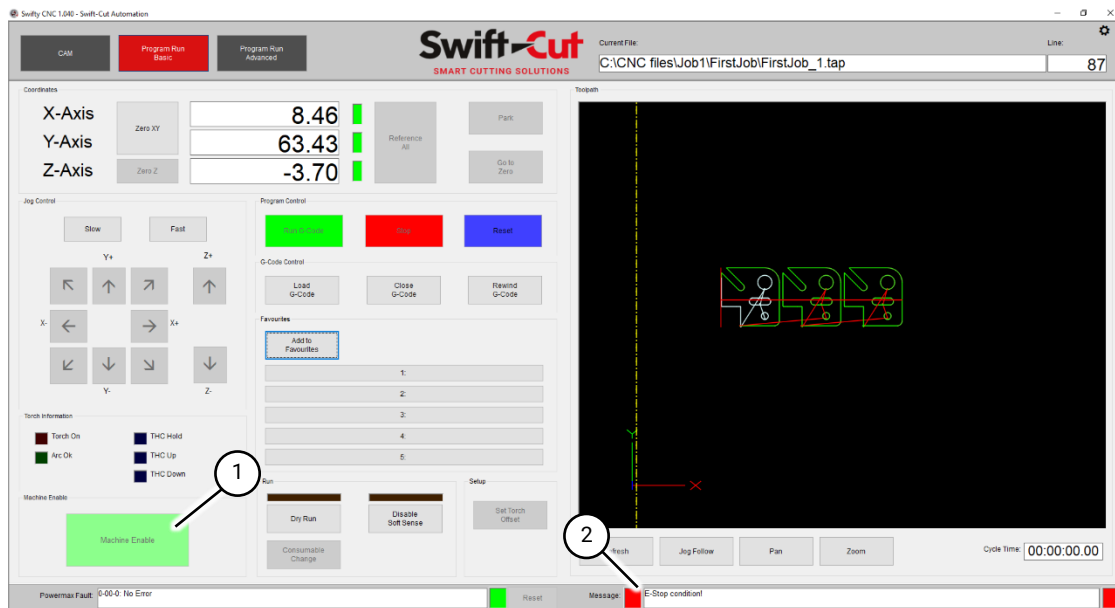 Swifty CNC 1.040 - Swift-Cut Automation
CAM
Program Run
Basic
Program Run
Advanced
Swift-Cut
SMART CUTTING SOLUTIONS
Current File:
C:\CNC files\Job1\FirstJob\FirstJob_1.tap
Line:
87
Coordinates
X-Axis
Y-Axis
Z-Axis
Zero XY
Zero Z
8.46
63.43
-3.70
Reference
All
Park
Go to
Zero
Jog Control
Slow
Fast
Y+
Z+
X-
X+
Y-
Z-
Program Control
Run G-Code
Stop
Reset
G-Code Control
Load
G-Code
Close
G-Code
Rewind
G-Code
Favourites
Add to
Favourites
1:
2:
3:
4:
5:
Torch Information
Torch On
Arc Ok
THC Hold
THC Up
THC Down
Machine Enable
Machine Enable
1
Run
Dry Run
Disable
Soft Sense
Consumable
Change
Setup
Set Torch
Offset
Toolpath
Y
X
2
fresh
Jog Follow
Pan
Zoom
Cycle Time:
00:00:00.00
Powermax Fault:
0-00-0: No Error
Reset
Message:
E-Stop condition!